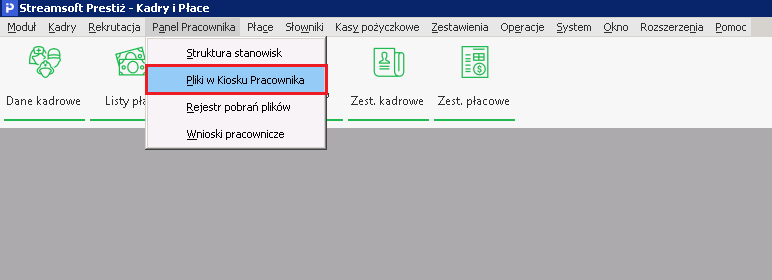 Streamsoft Prestiż - Kadry i Płace
Moduł Kadry Rekrutacja Panel Pracownika Płace Słowniki Kasy pożyczkowe Zestawienia Operacje System Okno Rozszerzenia Pomoc
Struktura stanowisk
Pliki w Kiosku Pracownika
Rejestr pobrań plików
Wnioski pracownicze
Dane kadrowe Listy pła Zest. kadrowe Zest. płacowe